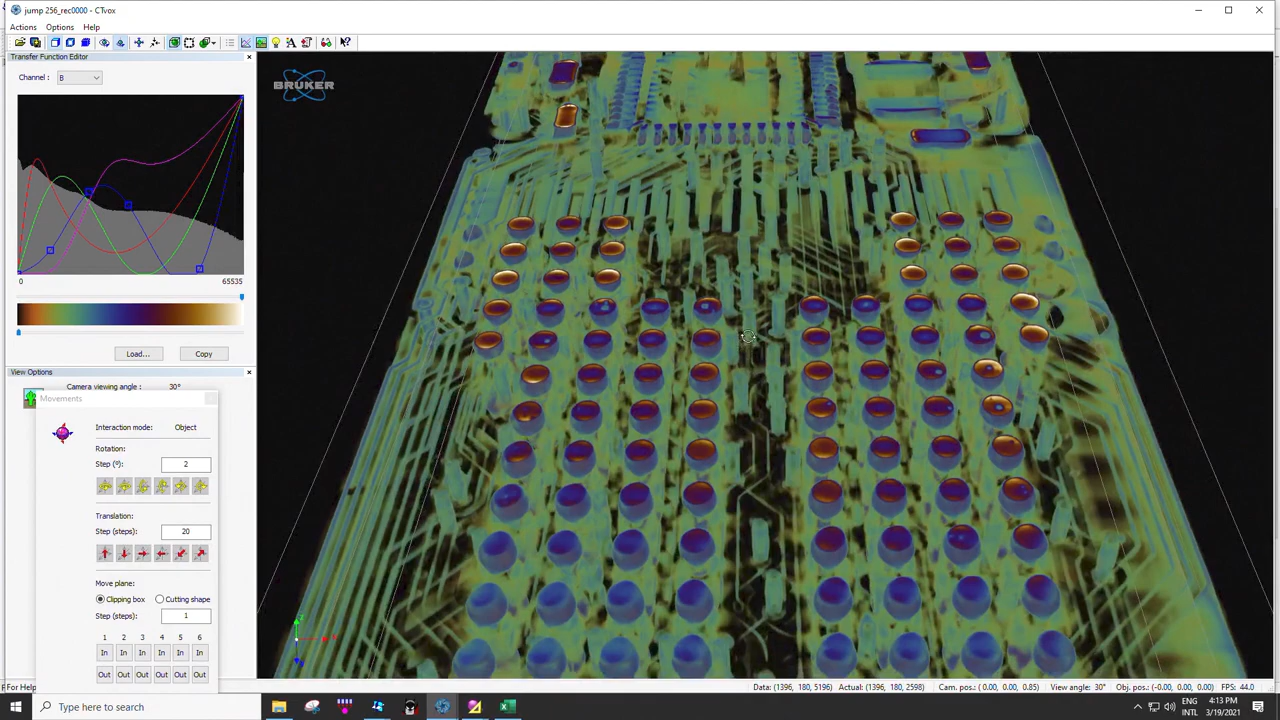 jump 256_rec0000 - CTvox
Actions Options Help
Transfer Function Editor
Channel : B
BRUKER
0 65535
Load... Copy
View Options
Camera viewing angle : 30°
Movements
Interaction mode: Object
Rotation:
Step (º): 2
Translation:
Step (steps): 20
Move plane:
Clipping box Cutting shape
Step (steps): 1
1 2 3 4 5 6
In In In In In In
Out Out Out Out Out Out
For Help
Data: (1396, 180, 5196) Actual: (1396, 180, 2598) Cam. pos.: ( 0.00, 0.00, 0.85) View angle: 30° Obj. pos.: (-0.00, 0.00, 0.00) FPS: 44.0
Type here to search
ENG
INTL
4:13 PM
3/19/2021